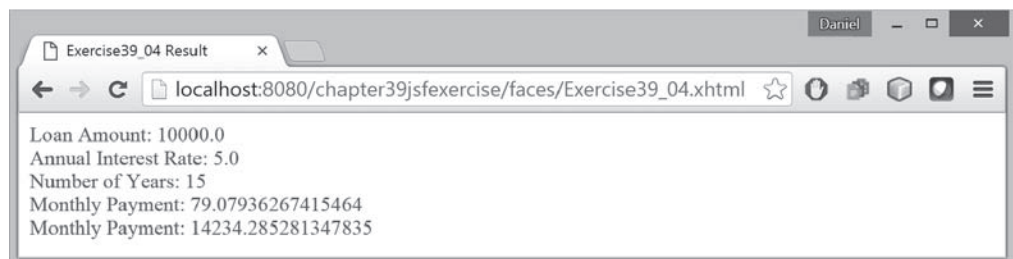 Daniel
Exercise39_04 Result
localhost:8080/chapter39jsfexercise/faces/Exercise39_04.xhtml
Loan Amount: 10000.0
Annual Interest Rate: 5.0
Number of Years: 15
Monthly Payment: 79.07936267415464
Monthly Payment: 14234.285281347835